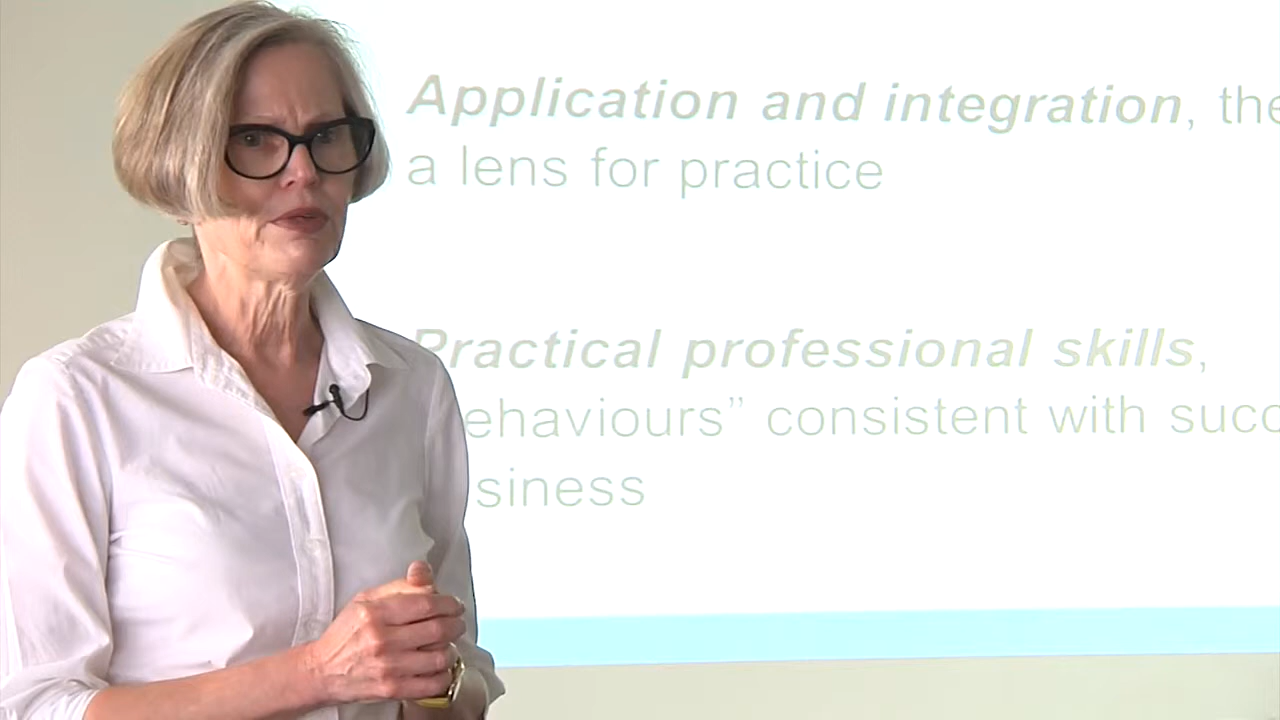 Application and integration, the
a lens for practice
Practical professional skills,
ehaviours” consistent with succ
siness